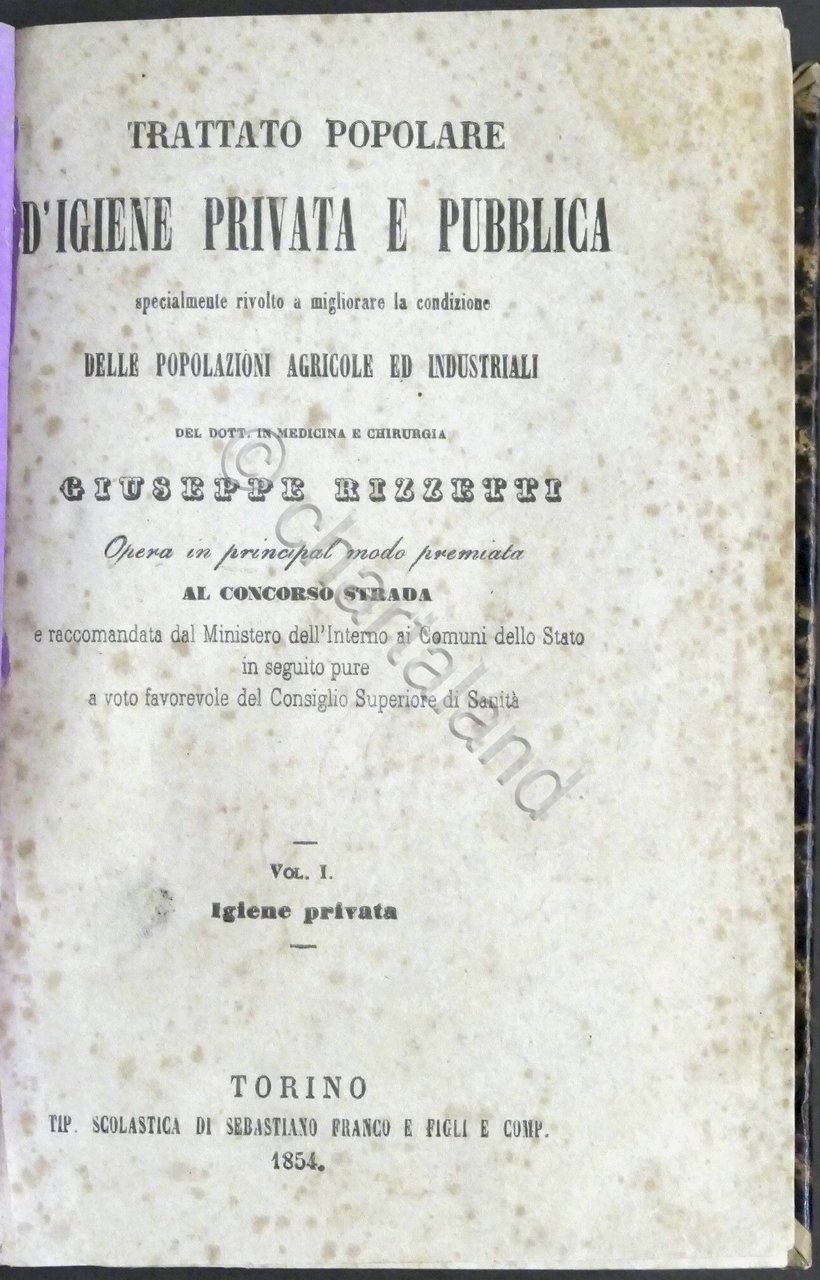 TRATTATO POPOLARE
D'IGIENE PRIVATA E PUBBLICA
specialmente rivolto a migliorare la condizione
DELLE POPOLAZIONI AGRICOLE ED INDUSTRIALI
DEL DOTT. IN MEDICINA E CHIRURGIA
GIUSEPPE RIZZETTI
Opera in principal modo premiata
AL CONCORSO STRADA
e raccomandata dal Ministero dell'Interno ai Comuni dello Stato
in seguito pure
a voto favorevole del Consiglio Superiore di Sanità
VOL. I.
Igiene privata
TORINO
TIP. SCOLASTICA DI SEBASTIANO FRANCO E FIGLI E COMP.
1854.
© chartaland